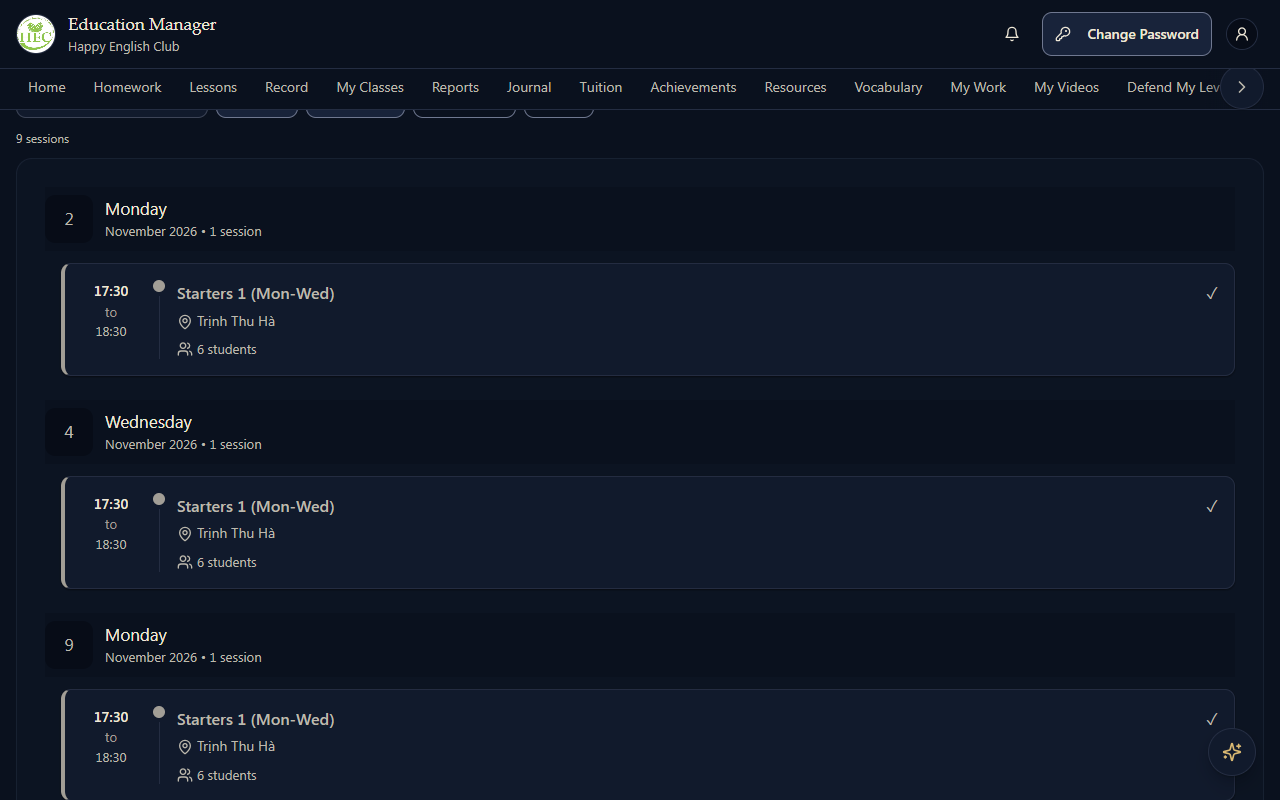 HEC
Education Manager
Happy English Club
Change Password
Home
Homework
Lessons
Record
My Classes
Reports
Journal
Tuition
Achievements
Resources
Vocabulary
My Work
My Videos
Defend My Lev
9 sessions
2
Monday
November 2026 • 1 session
17:30
to
18:30
Starters 1 (Mon-Wed)
Trịnh Thu Hà
6 students
4
Wednesday
November 2026 • 1 session
17:30
to
18:30
Starters 1 (Mon-Wed)
Trịnh Thu Hà
6 students
9
Monday
November 2026 • 1 session
17:30
to
18:30
Starters 1 (Mon-Wed)
Trịnh Thu Hà
6 students